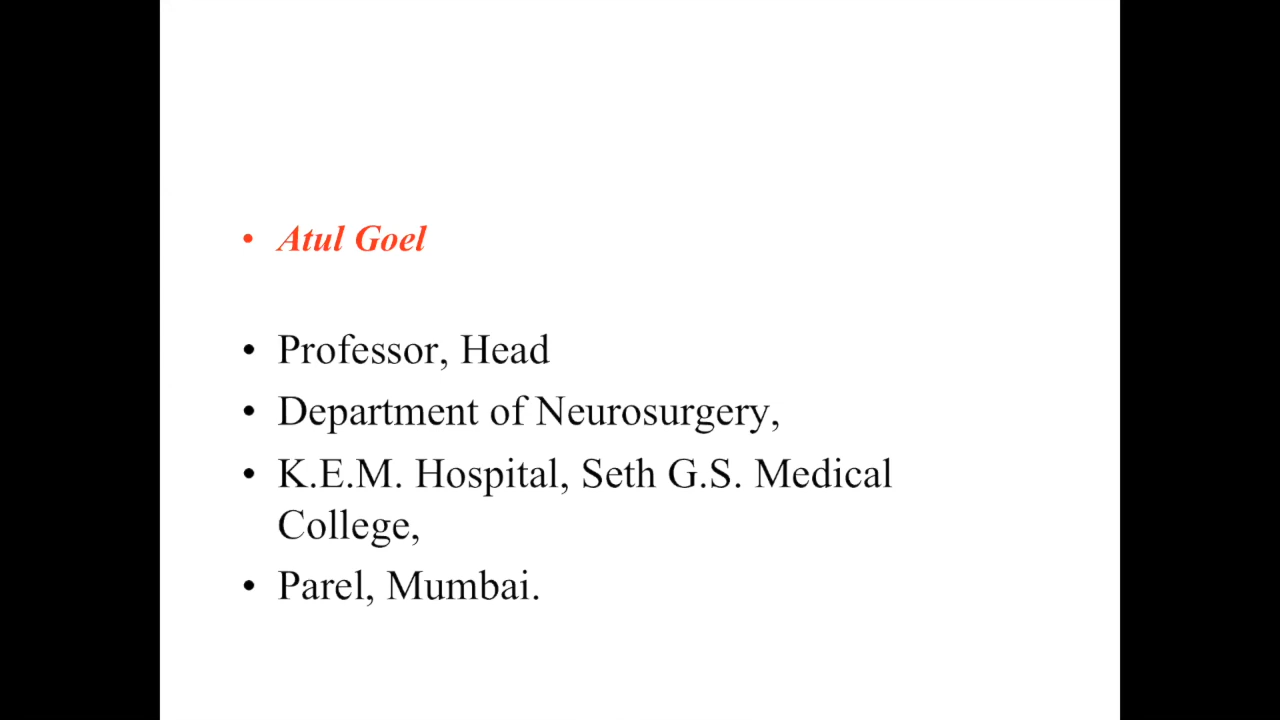 • Atul Goel
• Professor, Head
• Department of Neurosurgery,
• K.E.M. Hospital, Seth G.S. Medical
College,
• Parel, Mumbai.